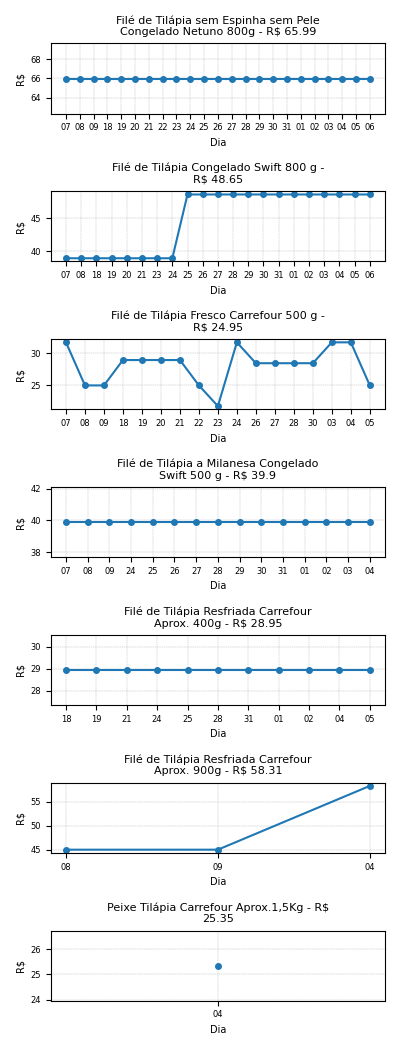 Filé de Tilápia sem Espinha sem Pele
Congelado Netuno 800g - R$ 65.99
68
66
64
R$
07 08 09 18 19 20 21 22 23 24 25 26 27 28 29 30 31 01 02 03 04 05 06
Dia
Filé de Tilápia Congelado Swift 800 g -
R$ 48.65
45
40
R$
07 08 18 19 20 21 23 24 25 26 27 28 29 30 31 01 02 03 04 05 06
Dia
Filé de Tilápia Fresco Carrefour 500 g -
R$ 24.95
30
25
R$
07 08 09 18 19 20 21 22 23 24 26 27 28 30 03 04 05
Dia
Filé de Tilápia a Milanesa Congelado
Swift 500 g - R$ 39.9
42
40
38
R$
07 08 09 24 25 26 27 28 29 30 31 01 02 03 04
Dia
Filé de Tilápia Resfriada Carrefour
Aprox. 400g - R$ 28.95
30
29
28
R$
18 19 21 24 25 28 31 01 02 04 05
Dia
Filé de Tilápia Resfriada Carrefour
Aprox. 900g - R$ 58.31
55
50
45
R$
08 09 04
Dia
Peixe Tilápia Carrefour Aprox.1,5Kg - R$
25.35
26
25
24
R$
04
Dia